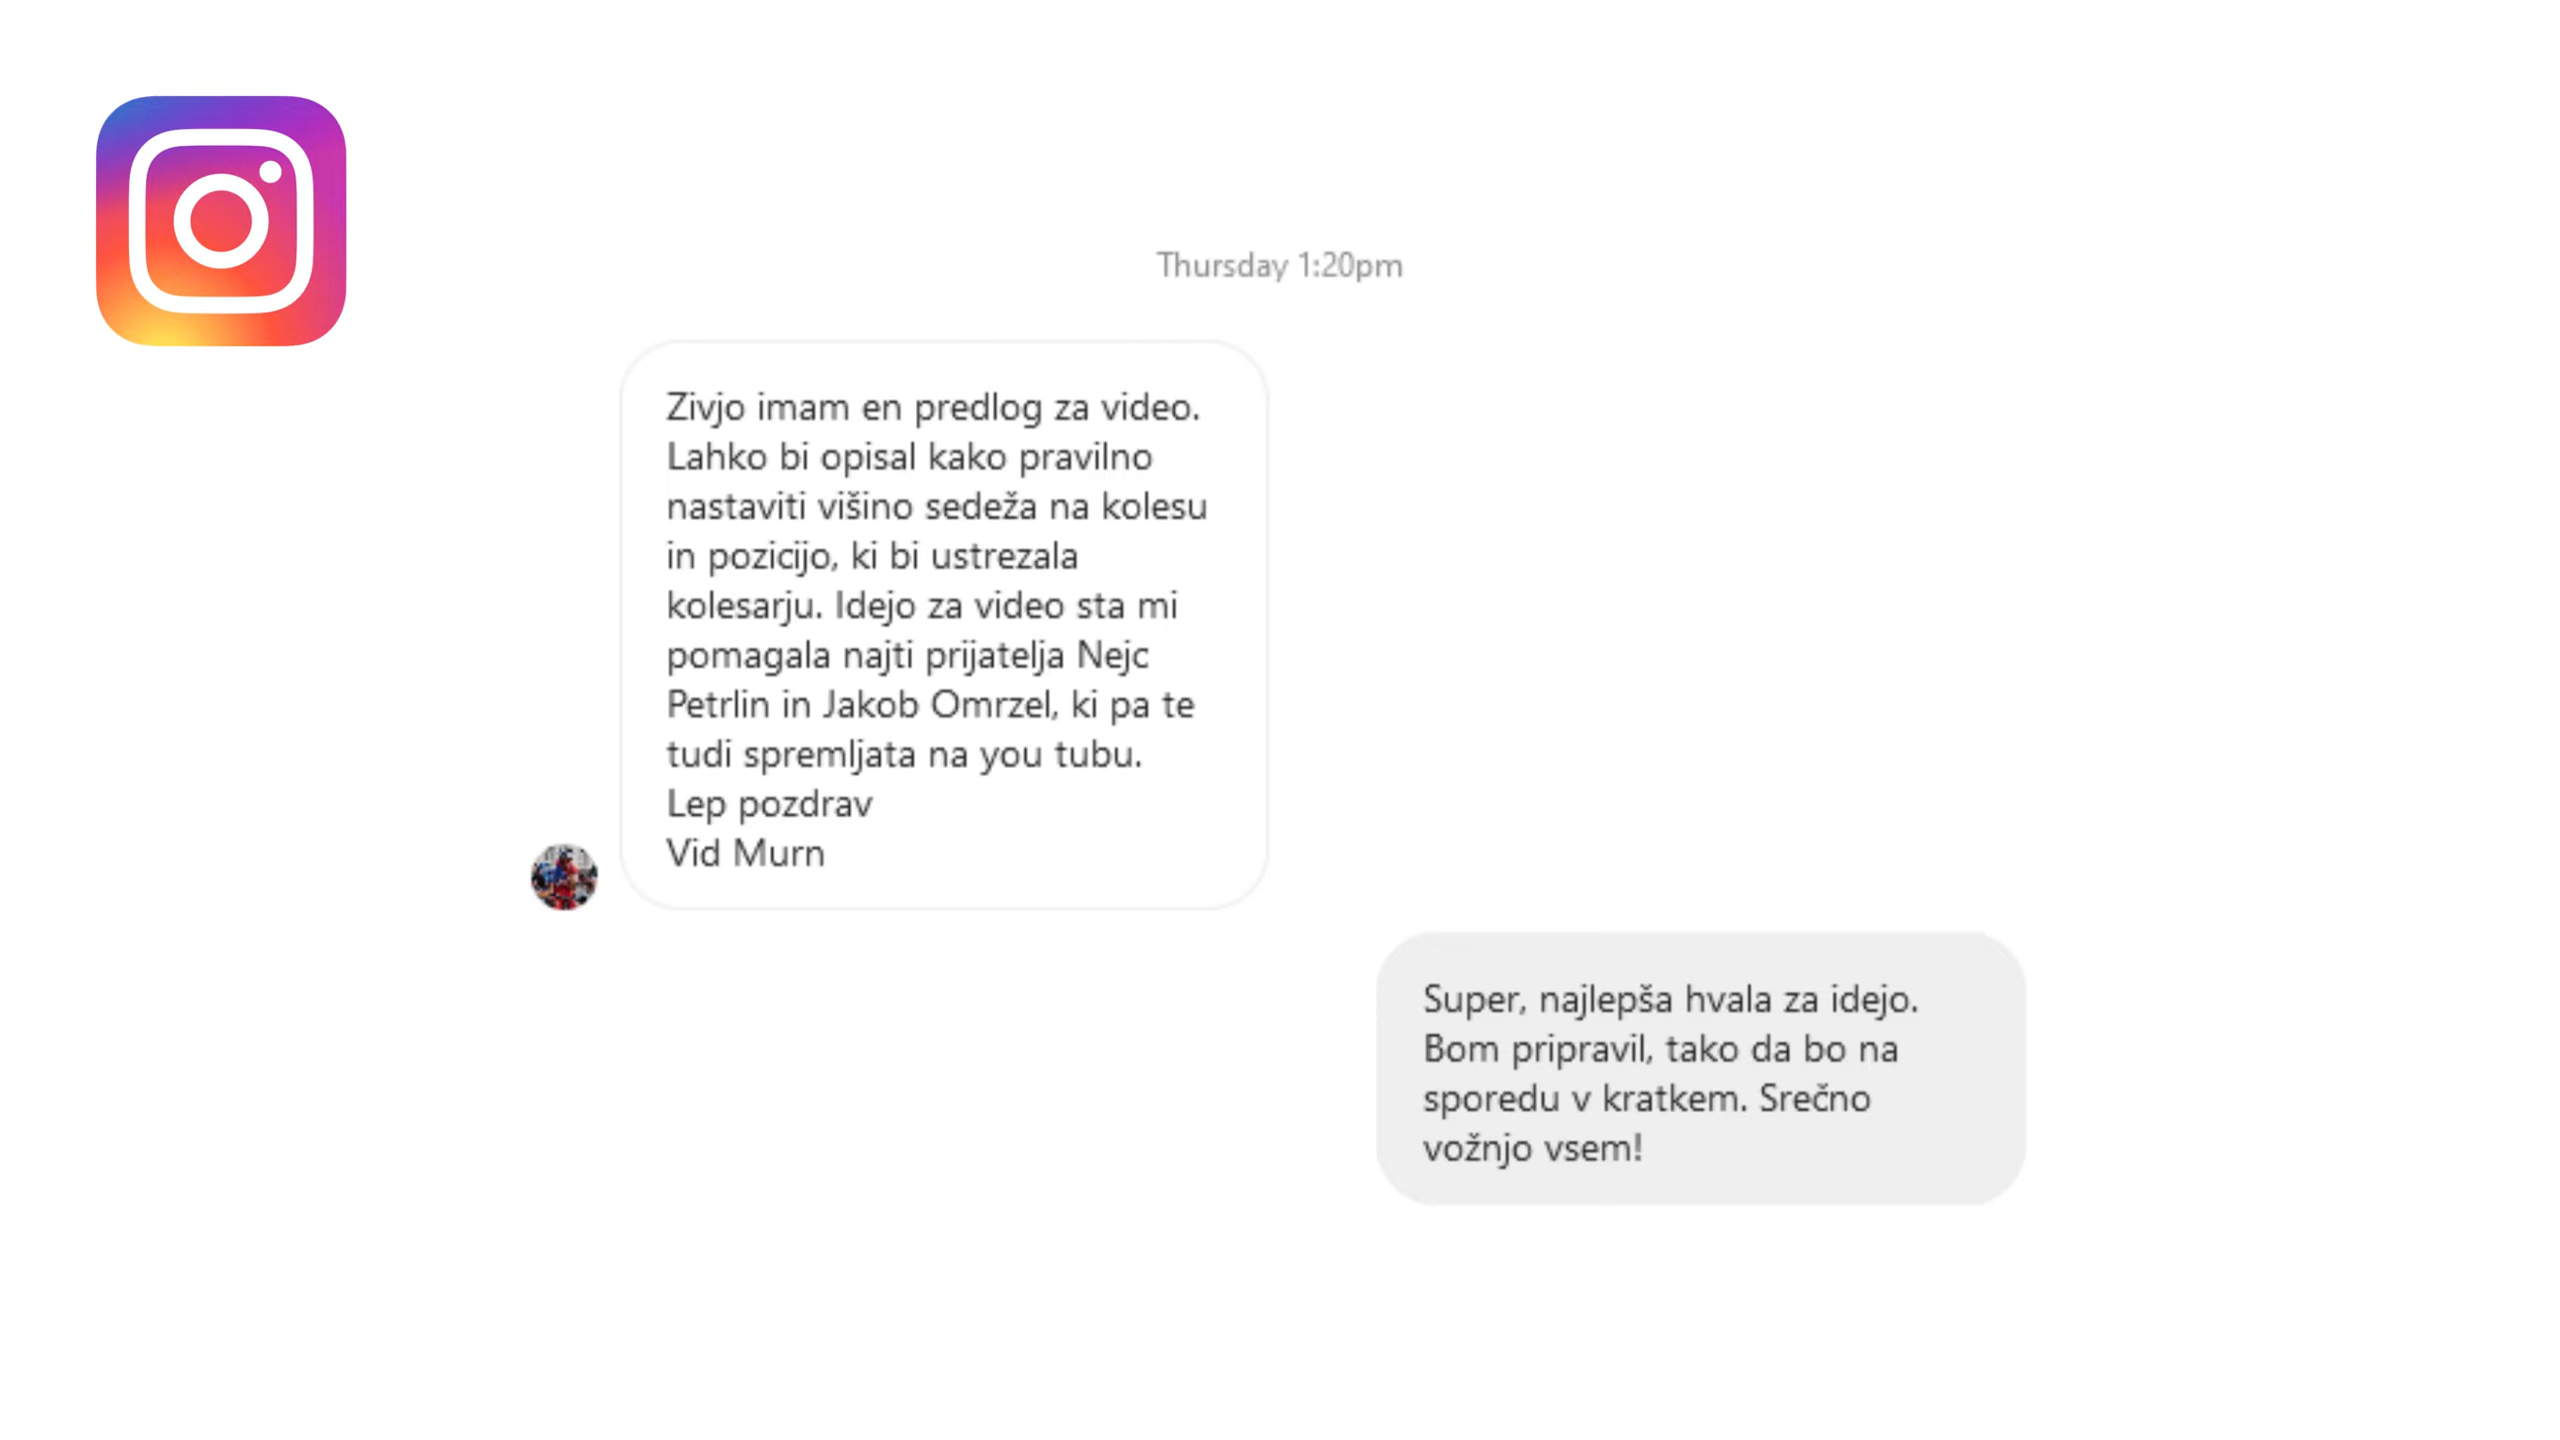 Thursday 1:20pm
Zivjo imam en predlog za video.
Lahko bi opisal kako pravilno
nastaviti višino sedeža na kolesu
in pozicijo, ki bi ustrezala
kolesarju. Idejo za video sta mi
pomagala najti prijatelja Nejc
Petrlin in Jakob Omrzel, ki pa te
tudi spremljata na you tubu.
Lep pozdrav
Vid Murn
Super, najlepša hvala za idejo.
Bom pripravil, tako da bo na
sporedu v kratkem. Srečno
vožnjo vsem!